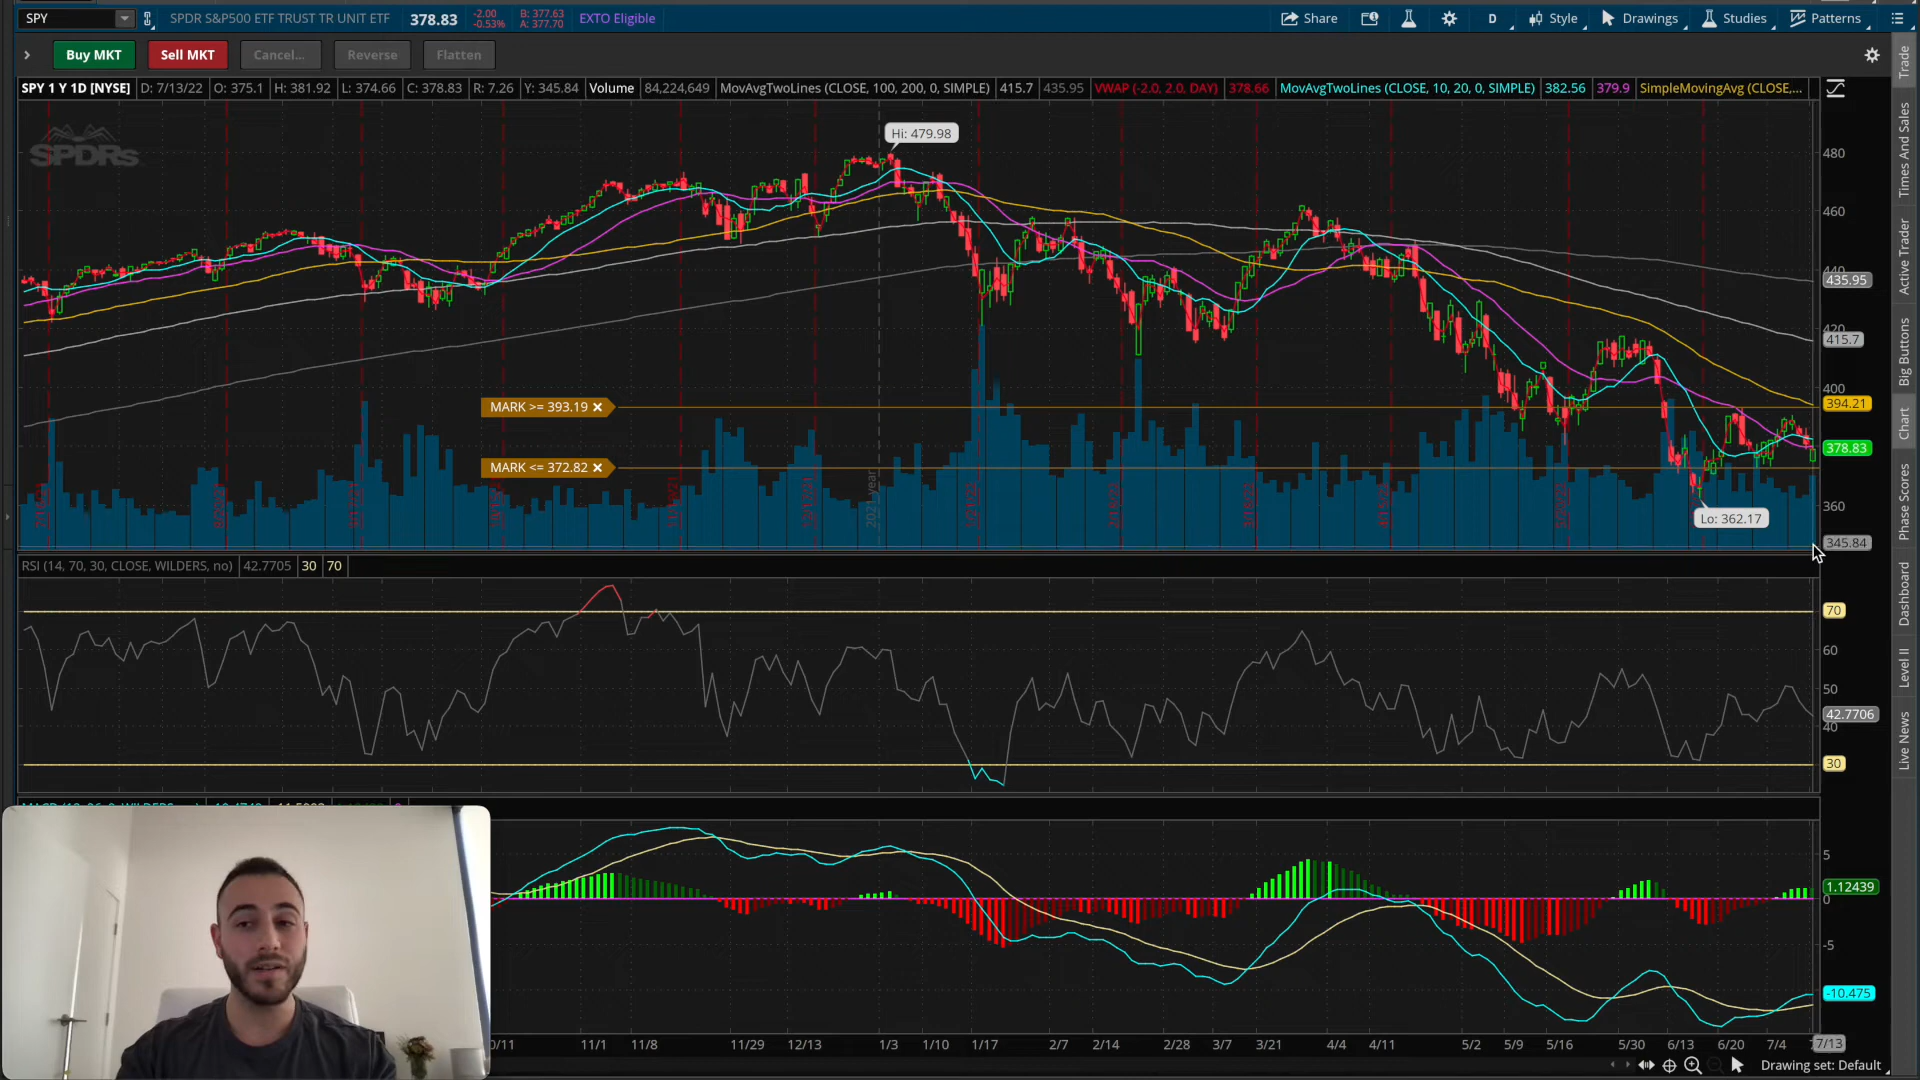 SPY
SPDR S&P500 ETF TRUST TR UNIT ETF
378.83
-2.00
-0.53%
B: 377.63
A: 377.70
EXTO Eligible
Share
D
Style
Drawings
Studies
Patterns
Buy MKT
Sell MKT
Cancel...
Reverse
Flatten
SPY 1 Y 1D [NYSE] D: 7/13/22 O: 375.1 H: 381.92 L: 374.66 C: 378.83 R: 7.26 Y: 345.84 Volume 84,224,649 MovAvgTwoLines (CLOSE, 100, 200, 0, SIMPLE) 415.7 435.95 VWAP (-2.0, 2.0, DAY) 378.66 MovAvgTwoLines (CLOSE, 10, 20, 0, SIMPLE) 382.56 379.9 SimpleMovingAvg (CLOSE,...
SPDRs
Hi: 479.98
480
460
440
435.95
420
415.7
400
394.21
378.83
360
345.84
MARK >= 393.19
MARK <= 372.82
Lo: 362.17
RSI (14, 70, 30, CLOSE, WILDERS, no) 42.7705 30 70
70
60
50
42.7706
40
30
5
1.12439
0
-5
-10.475
11/1 11/8 11/29 12/13 1/3 1/10 1/17 2/7 2/14 2/28 3/7 3/21 4/4 4/11 5/2 5/9 5/16 5/30 6/13 6/20 7/4 7/13
Drawing set: Default
Trade
Times And Sales
Active Trader
Big Buttons
Chart
Phase Scores
Dashboard
Level II
Live News